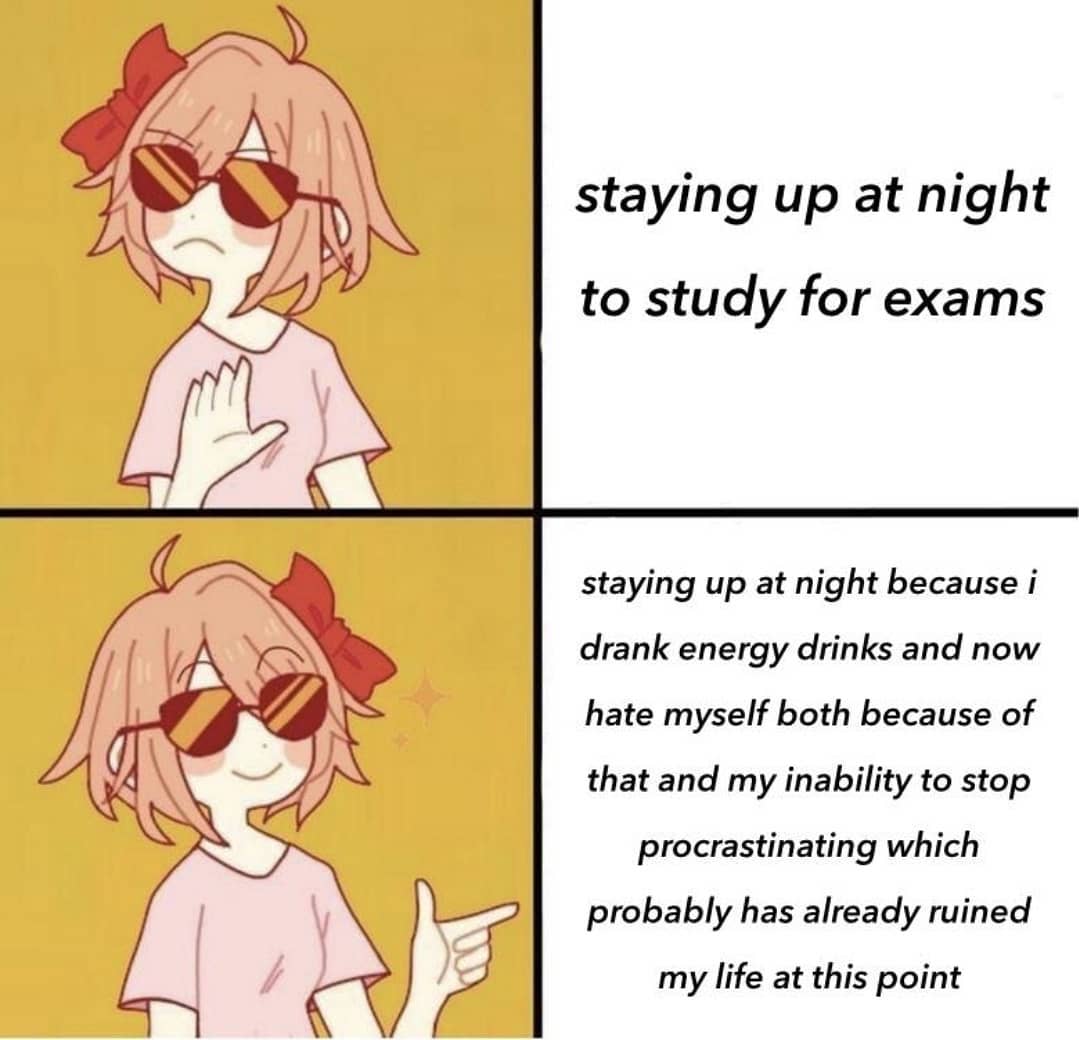 staying up at night
to study for exams
staying up at night because i
drank energy drinks and now
hate myself both because of
that and my inability to stop
procrastinating which
probably has already ruined
my life at this point